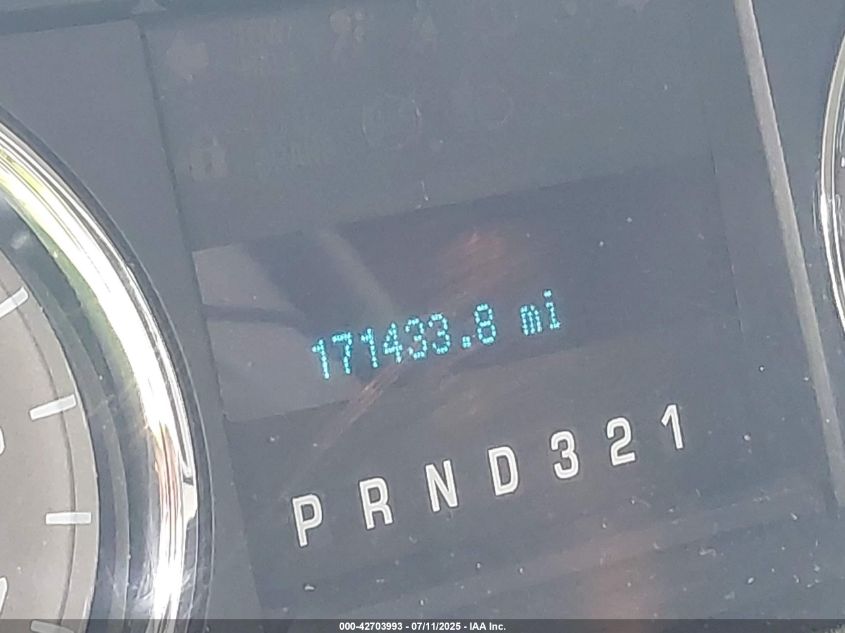 171433.8 mi
P R N D 3 2 1
000-42703993 - 07/11/2025 - IAA Inc.